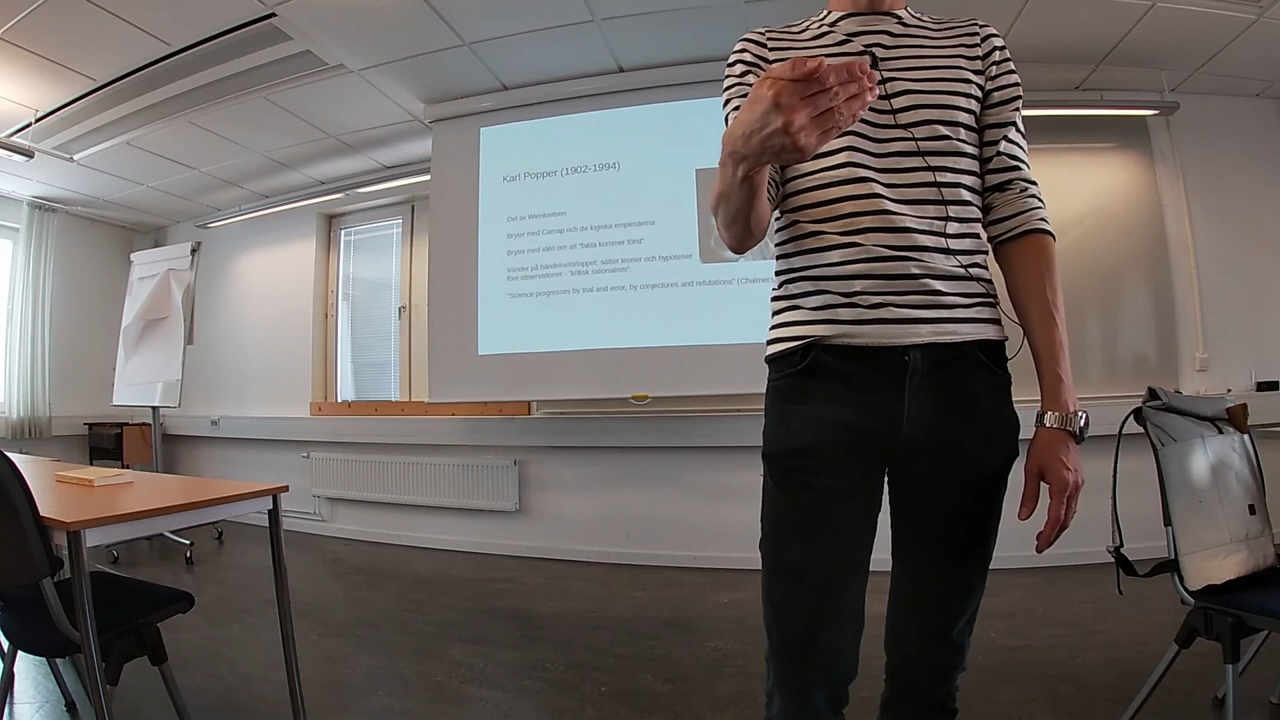 Karl Popper (1902-1994)
Del av Wienkretsen
Bryter med Carnap och de logiska empiristerna
Bryter med idén om att "fakta kommer först"
Vänder på händelseförloppet: sätter teorier och hypoteser
före observationer - "kritisk rationalism".
"Science progresses by trial and error, by conjectures and refutations" (Chalmers